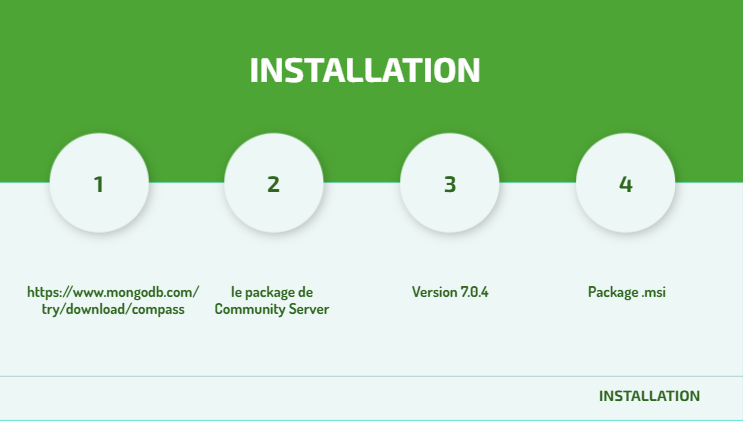 INSTALLATION
1
2
3
4
https://www.mongodb.com/
try/download/compass
le package de
Community Server
Version 7.0.4
Package .msi
INSTALLATION